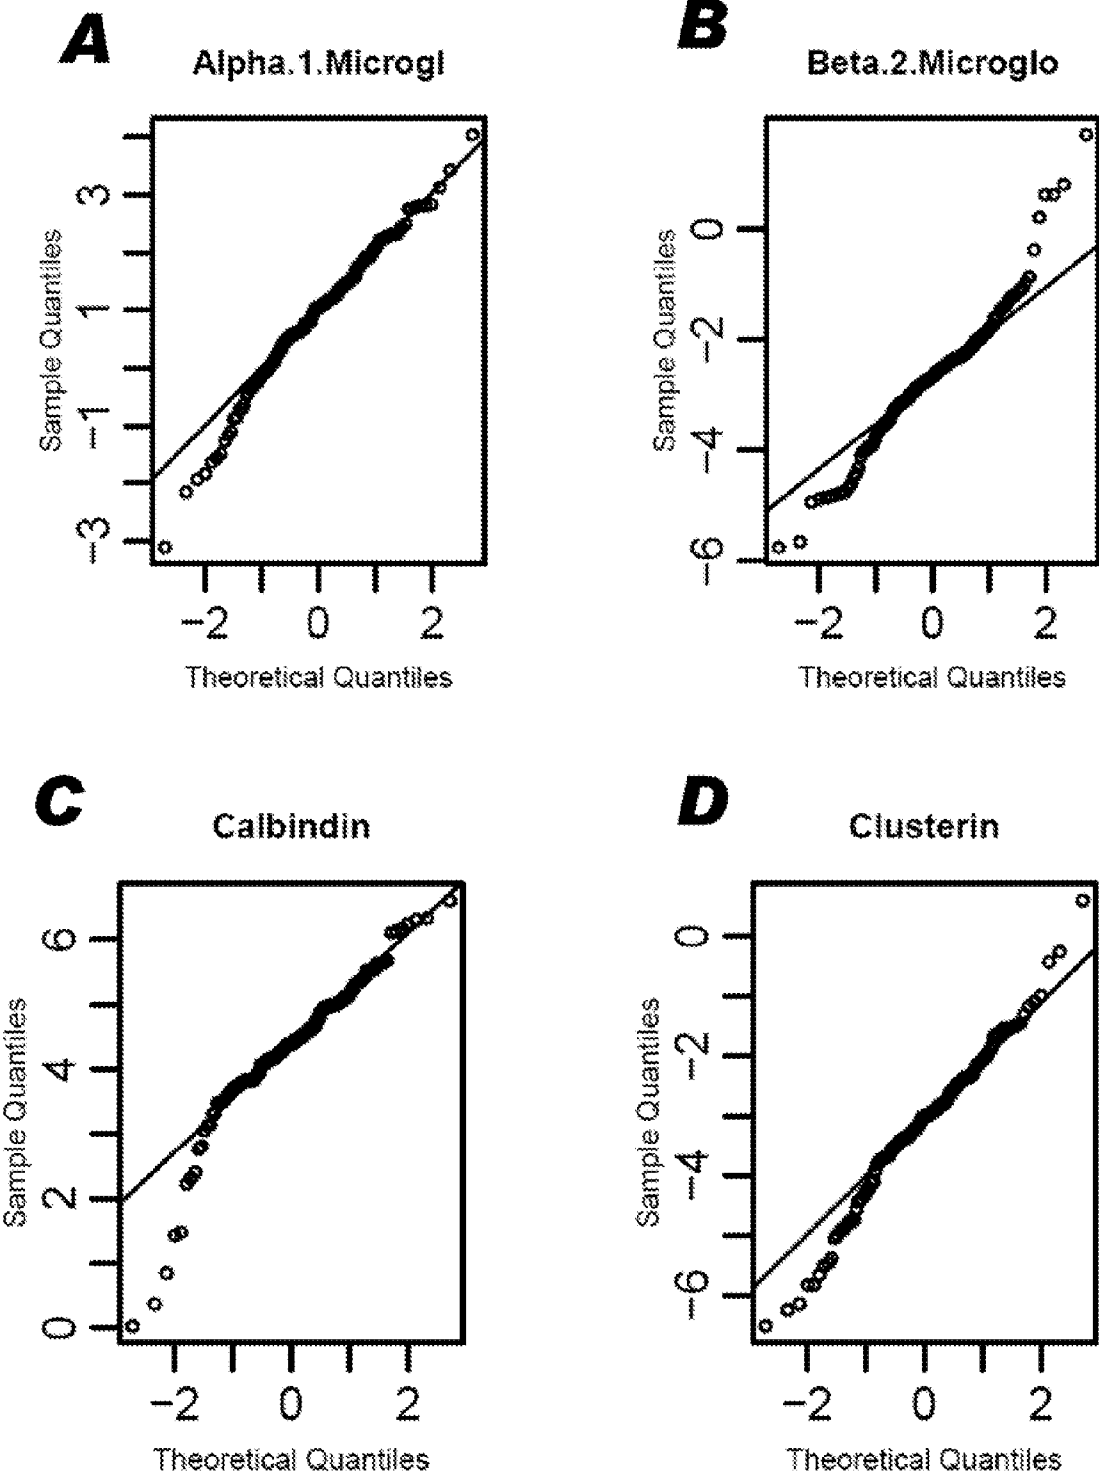 A
Alpha.1.Microgl
3
1
−1
−3
Sample Quantiles
−2 0 2
Theoretical Quantiles
B
Beta.2.Microglo
0
−2
−4
−6
Sample Quantiles
−2 0 2
Theoretical Quantiles
C
Calbindin
6
4
2
0
Sample Quantiles
−2 0 2
Theoretical Quantiles
D
Clusterin
0
−2
−4
−6
Sample Quantiles
−2 0 2
Theoretical Quantiles